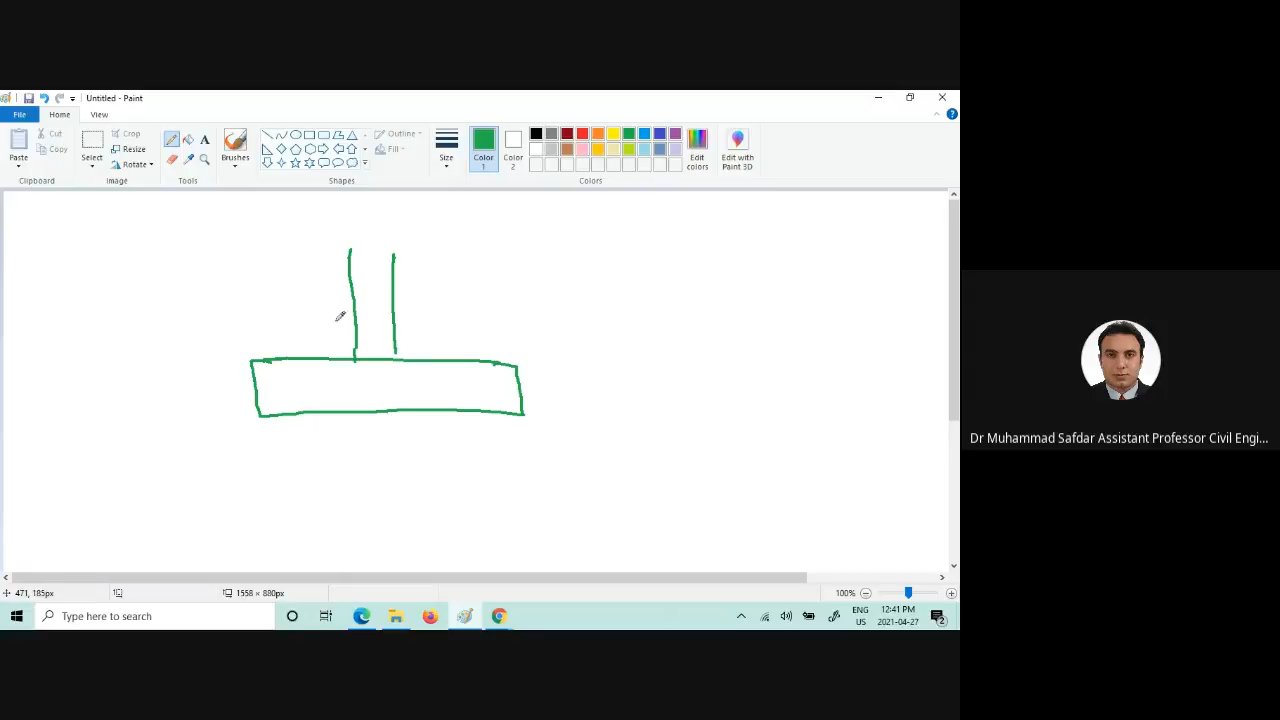 Untitled - Paint
File Home View
Paste
Cut
Copy
Clipboard
Select
Crop
Resize
Rotate
Image
Tools
Brushes
Shapes
Outline
Fill
Size
Color 1
Color 2
Colors
Edit colors
Edit with Paint 3D
471, 185px
1558 × 880px
100%
Type here to search
ENG
US
12:41 PM
2021-04-27
2
Dr Muhammad Safdar Assistant Professor Civil Engi...